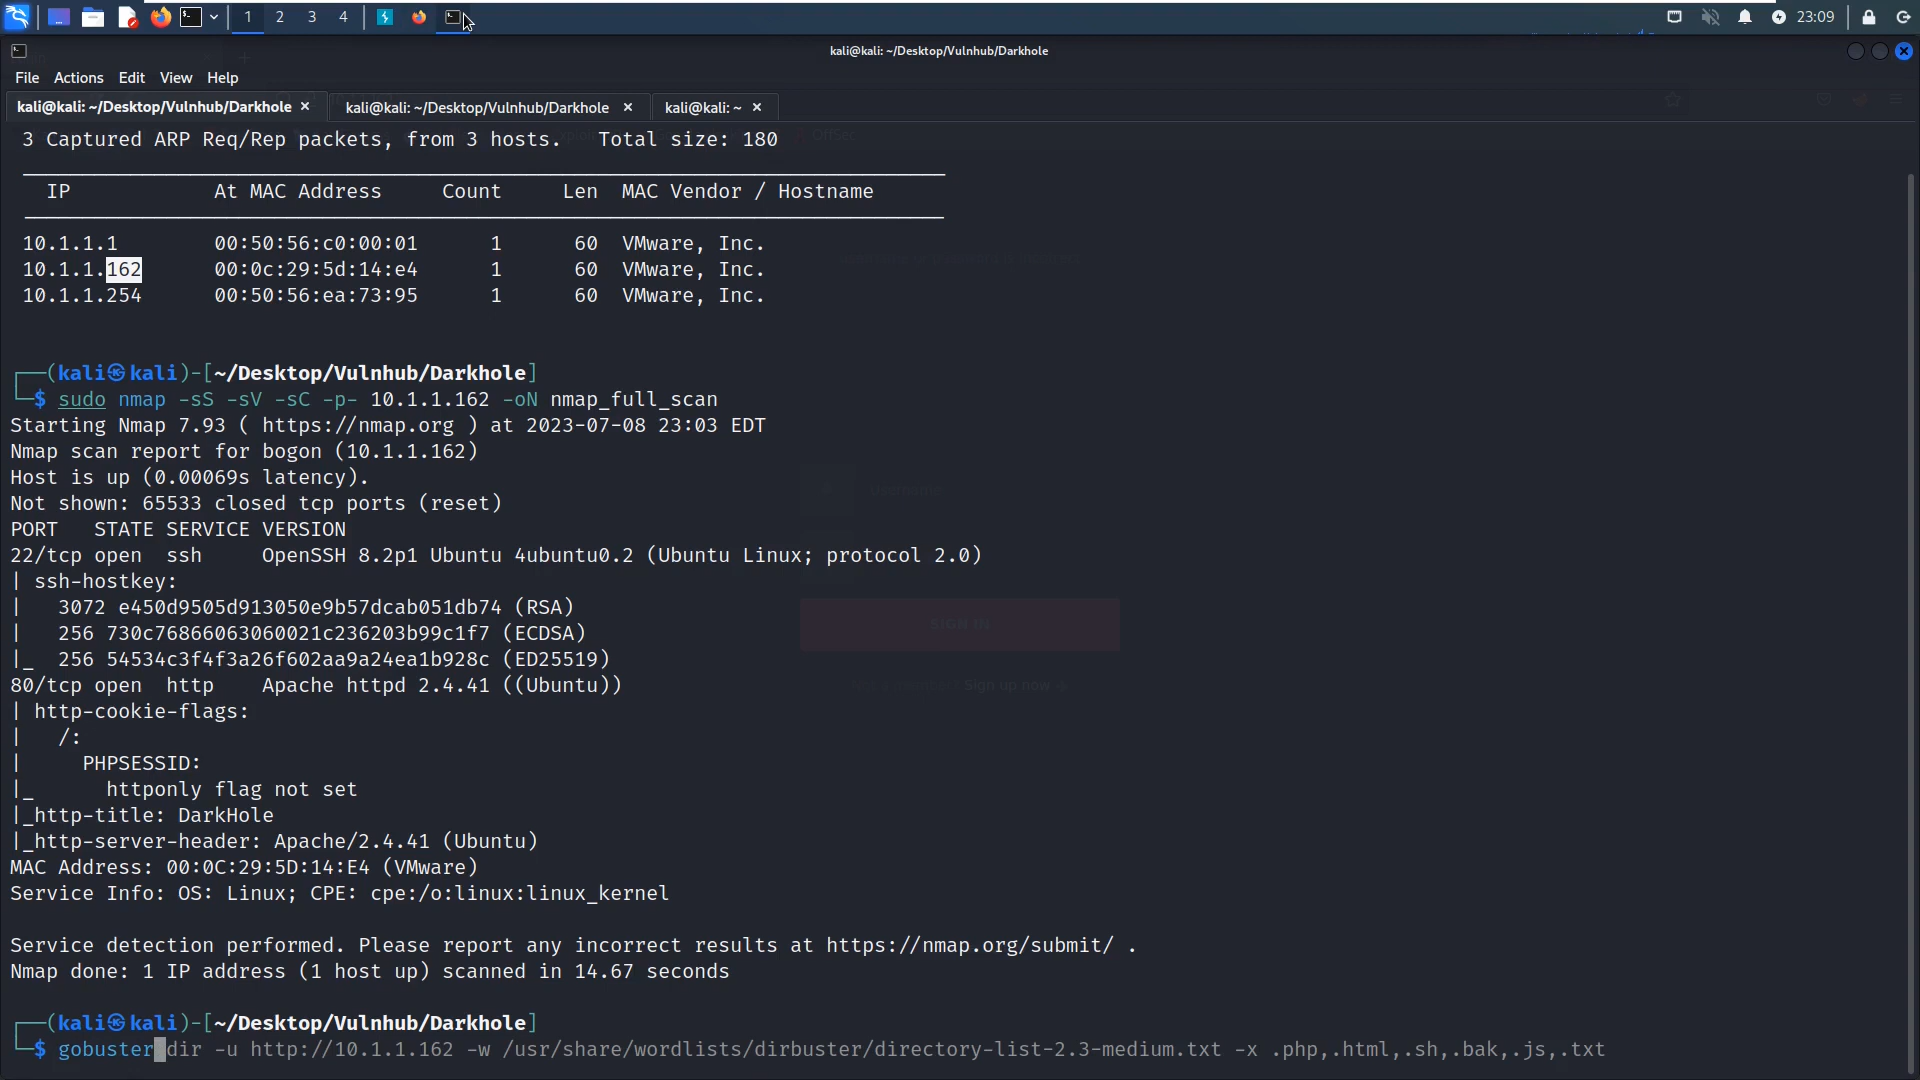 1 2 3 4 23:09
kali@kali: ~/Desktop/Vulnhub/Darkhole
File Actions Edit View Help
kali@kali: ~/Desktop/Vulnhub/Darkhole × kali@kali: ~/Desktop/Vulnhub/Darkhole × kali@kali: ~ ×
3 Captured ARP Req/Rep packets, from 3 hosts.   Total size: 180
IP At MAC Address Count Len MAC Vendor / Hostname
10.1.1.1 00:50:56:c0:00:01 1 60 VMware, Inc.
10.1.1.162 00:0c:29:5d:14:e4 1 60 VMware, Inc.
10.1.1.254 00:50:56:ea:73:95 1 60 VMware, Inc.
┌──(kali㉿kali)-[~/Desktop/Vulnhub/Darkhole]
└─$ sudo nmap -sS -sV -sC -p- 10.1.1.162 -oN nmap_full_scan
Starting Nmap 7.93 ( https://nmap.org ) at 2023-07-08 23:03 EDT
Nmap scan report for bogon (10.1.1.162)
Host is up (0.00069s latency).
Not shown: 65533 closed tcp ports (reset)
PORT   STATE SERVICE VERSION
22/tcp open  ssh     OpenSSH 8.2p1 Ubuntu 4ubuntu0.2 (Ubuntu Linux; protocol 2.0)
| ssh-hostkey:
|   3072 e450d9505d913050e9b57dcab051db74 (RSA)
|   256 730c76866063060021c236203b99c1f7 (ECDSA)
|_  256 54534c3f4f3a26f602aa9a24ea1b928c (ED25519)
SIGN IN
80/tcp open  http    Apache httpd 2.4.41 ((Ubuntu))
Sign up now
| http-cookie-flags:
|   /:
|     PHPSESSID:
|_      httponly flag not set
|_http-title: DarkHole
|_http-server-header: Apache/2.4.41 (Ubuntu)
MAC Address: 00:0C:29:5D:14:E4 (VMware)
Service Info: OS: Linux; CPE: cpe:/o:linux:linux_kernel
Service detection performed. Please report any incorrect results at https://nmap.org/submit/ .
Nmap done: 1 IP address (1 host up) scanned in 14.67 seconds
┌──(kali㉿kali)-[~/Desktop/Vulnhub/Darkhole]
└─$ gobuster dir -u http://10.1.1.162 -w /usr/share/wordlists/dirbuster/directory-list-2.3-medium.txt -x .php,.html,.sh,.bak,.js,.txt